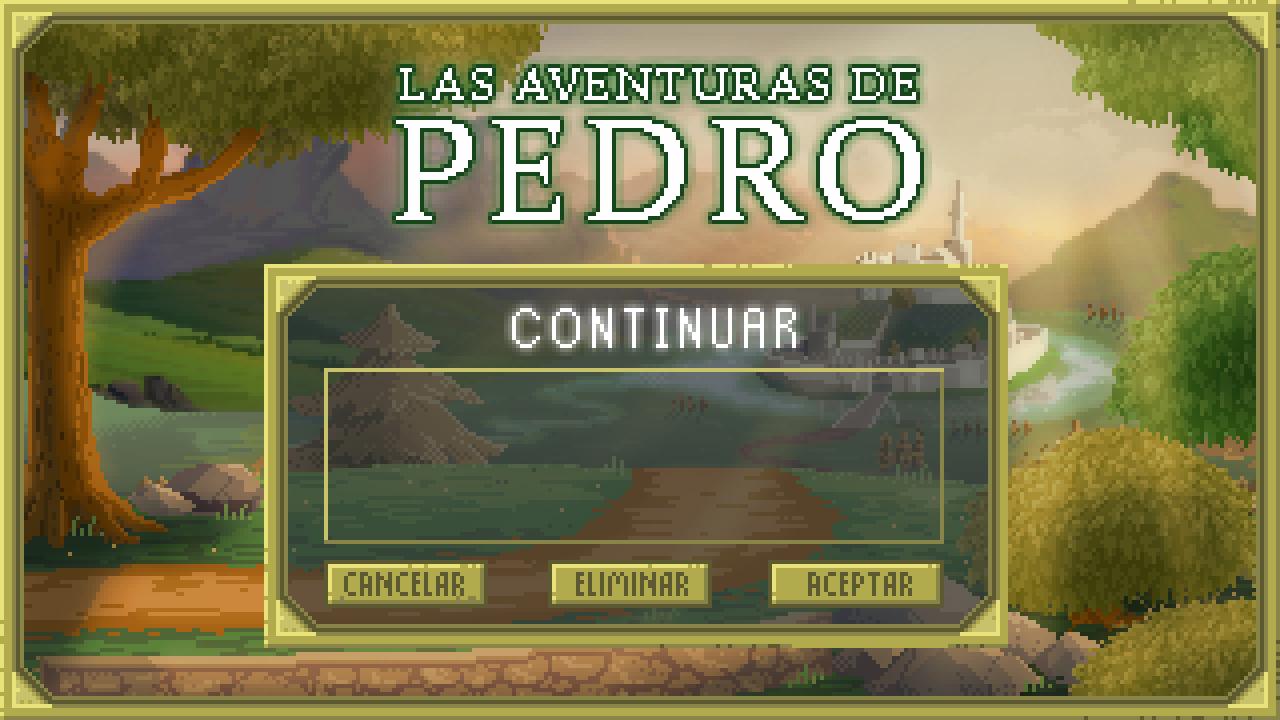 LAS AVENTURAS DE
PEDRO
CONTINUAR
CANCELAR
ELIMINAR
ACEPTAR